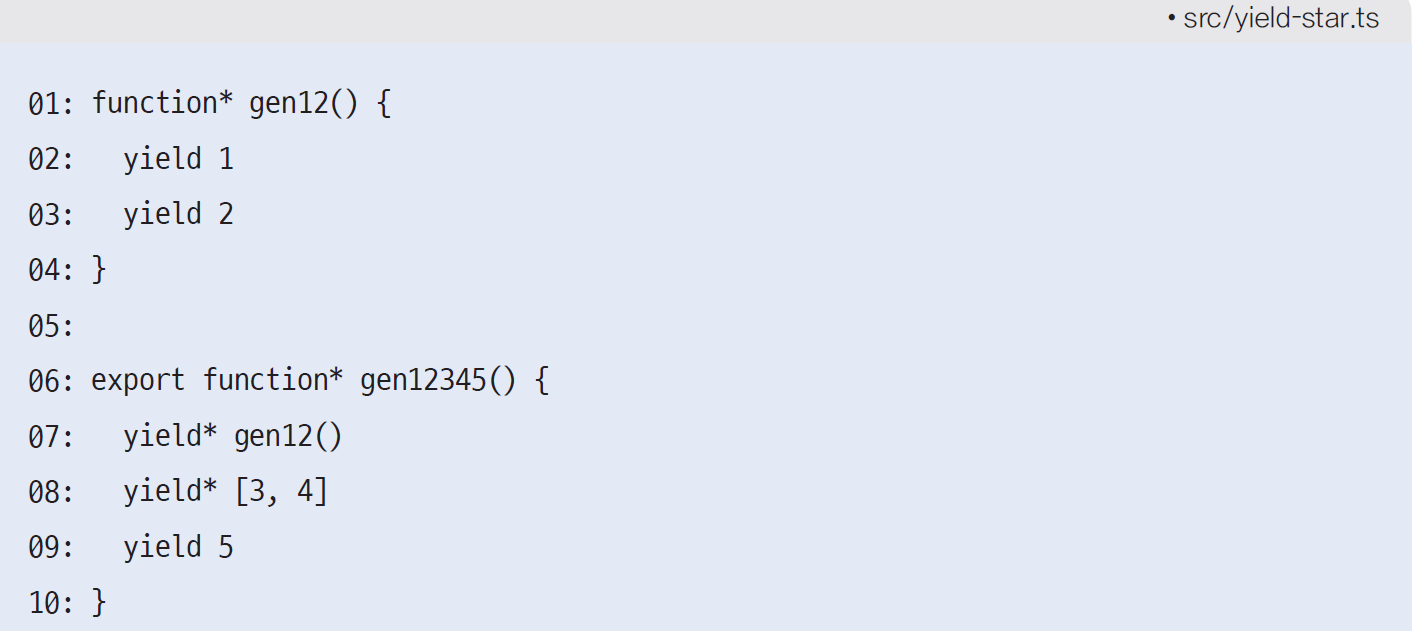 • src/yield-star.ts
01: function* gen12() {
02:   yield 1
03:   yield 2
04: }
05:
06: export function* gen12345() {
07:   yield* gen12()
08:   yield* [3, 4]
09:   yield 5
10: }